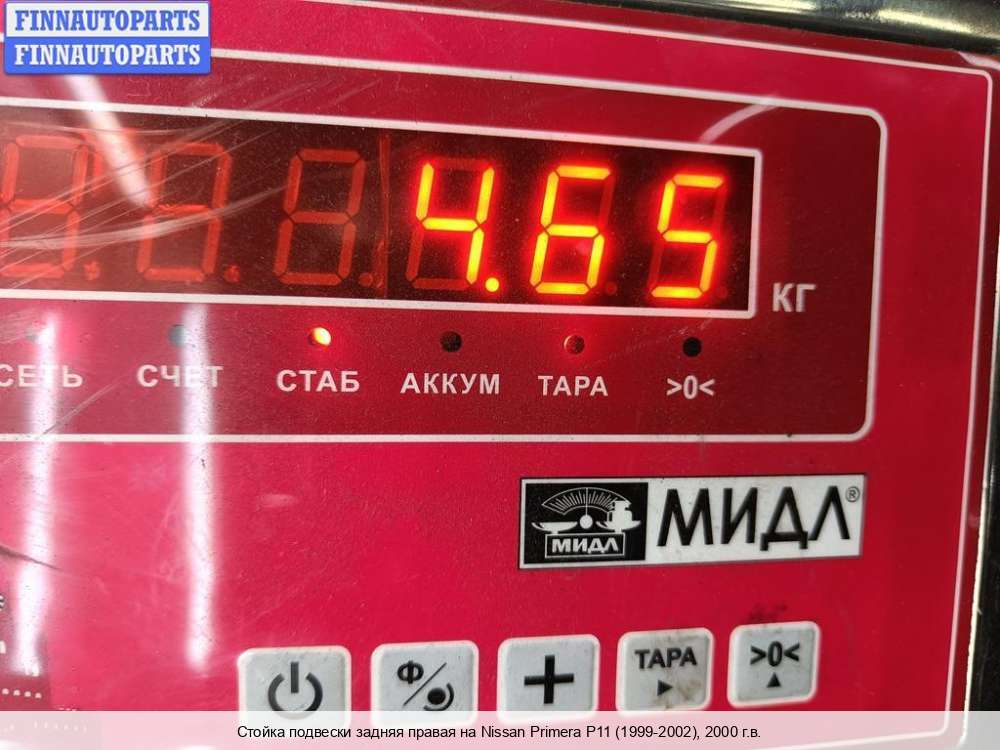 FINNAUTOPARTS
FINNAUTOPARTS
4.65
КГ
СЕТЬ СЧЕТ СТАБ АККУМ ТАРА >0<
МИДЛ МИДЛ®
Ф/ + ТАРА >0<
Стойка подвески задняя правая на Nissan Primera P11 (1999-2002), 2000 г.в.